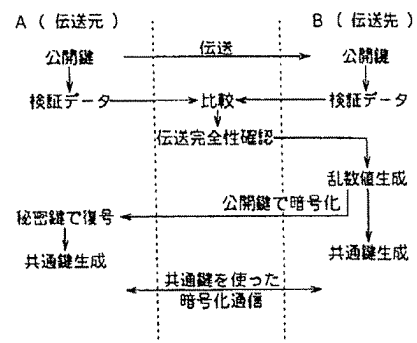 A（伝送元） B（伝送先）
公開鍵 伝送 公開鍵
検証データ 比較 検証データ
伝送完全性確認
乱数値生成
公開鍵で暗号化
秘密鍵で復号
共通鍵生成 共通鍵生成
共通鍵を使った
暗号化通信